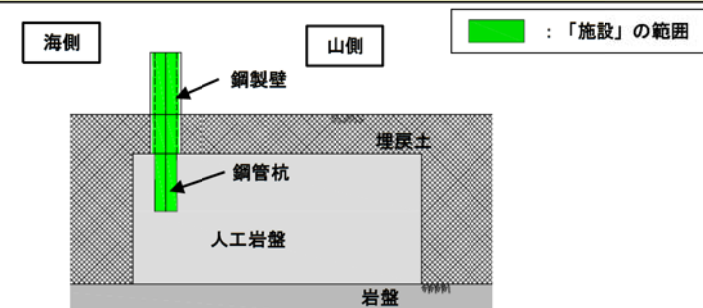 海側
山側
：「施設」の範囲
鋼製壁
埋戻土
鋼管杭
人工岩盤
岩盤